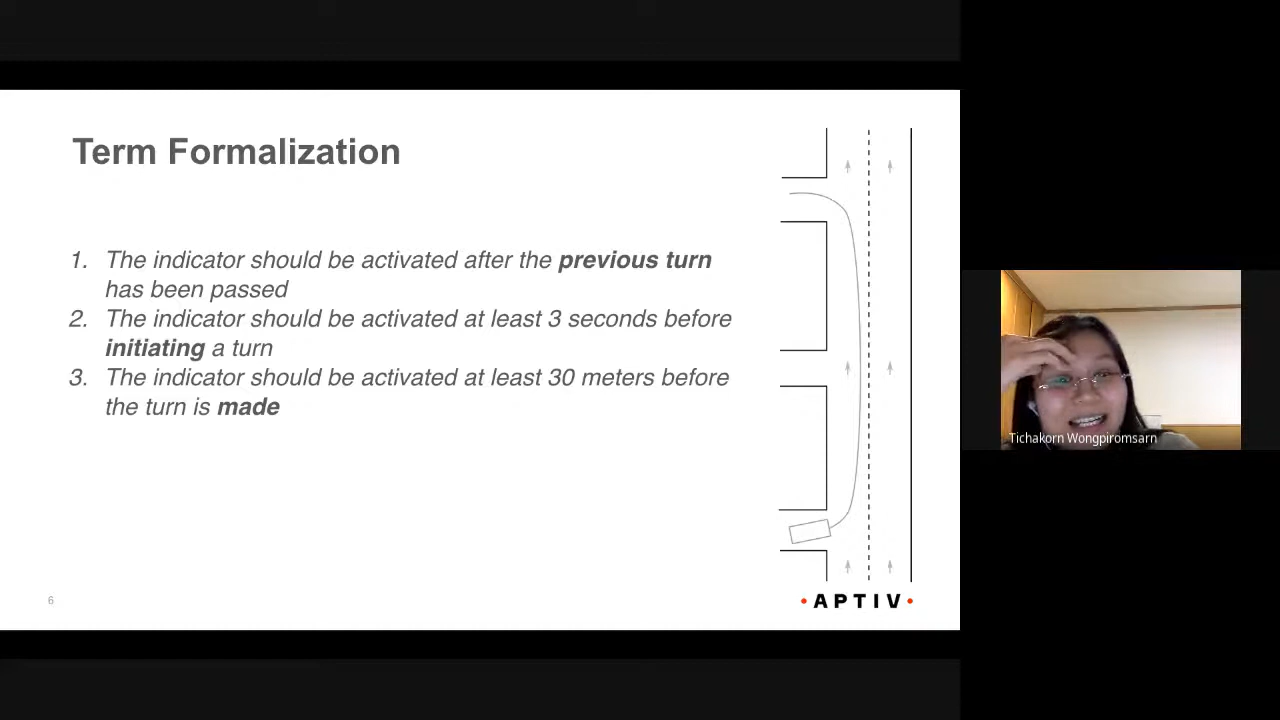 Term Formalization
1. The indicator should be activated after the previous turn
has been passed
2. The indicator should be activated at least 3 seconds before
initiating a turn
3. The indicator should be activated at least 30 meters before
the turn is made
6
APTIV
Tichakorn Wongpiromsarn